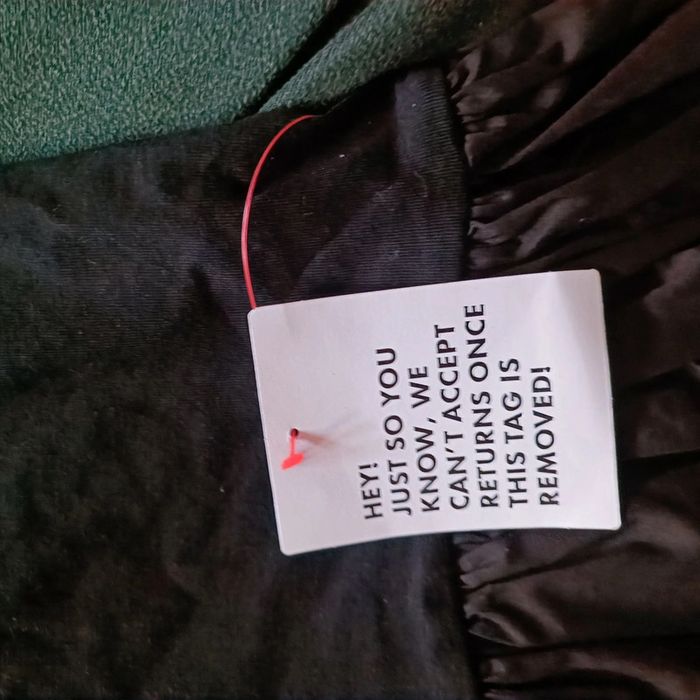 HEY!
JUST SO YOU
KNOW, WE
CAN'T ACCEPT
RETURNS ONCE
THIS TAG IS
REMOVED!